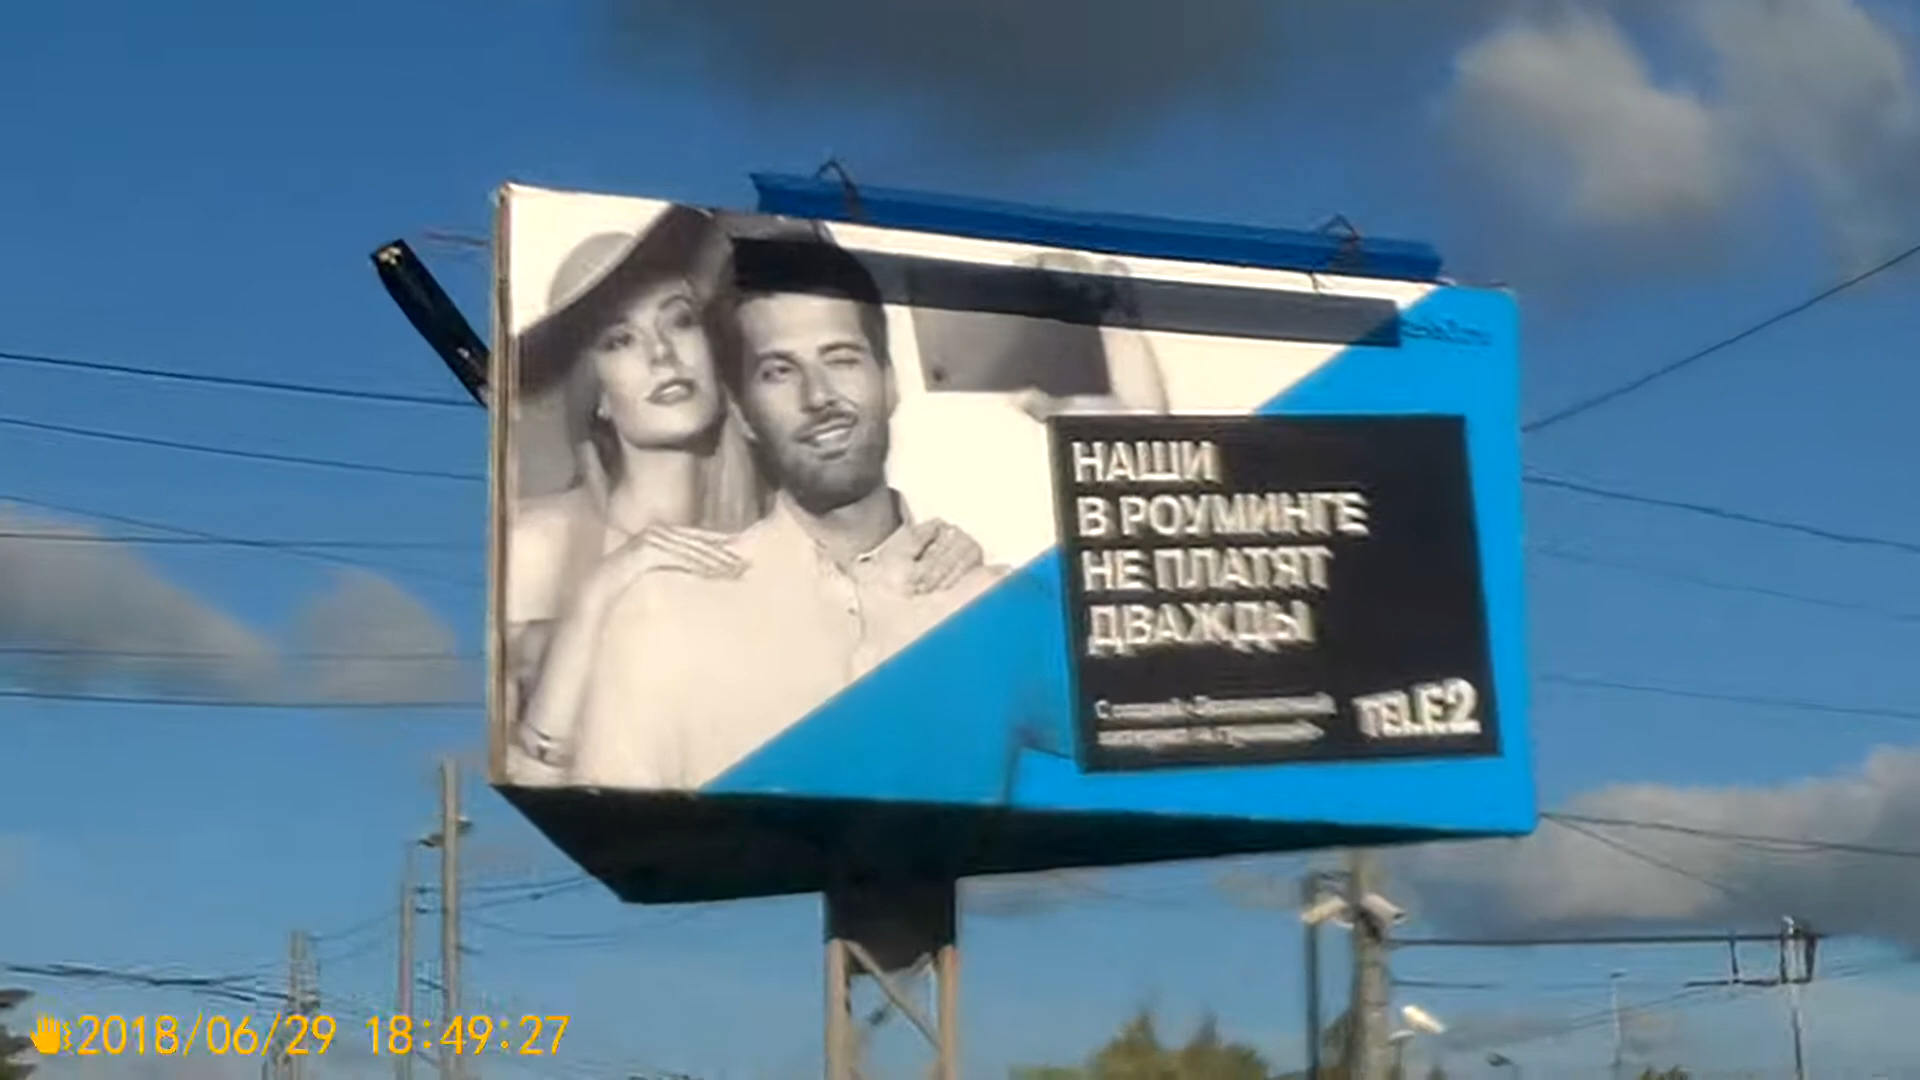 НАШИ
В РОУМИНГЕ
НЕ ПЛАТЯТ
ДВАЖДЫ
TELE2
2018/06/29 18:49:27